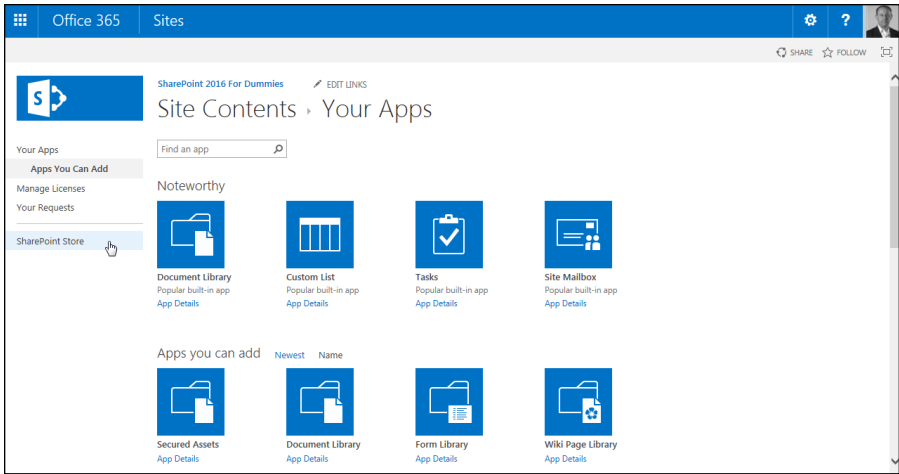 Office 365 Sites ?
SHARE FOLLOW
S
SharePoint 2016 For Dummies EDIT LINKS
Site Contents Your Apps
Find an app
Your Apps
Apps You Can Add
Manage Licenses
Your Requests
SharePoint Store
Noteworthy
Document Library Custom List Tasks Site Mailbox
Popular built-in app Popular built-in app Popular built-in app Popular built-in app
App Details App Details App Details App Details
Apps you can add Newest Name
Secured Assets Document Library Form Library Wiki Page Library
App Details App Details App Details App Details